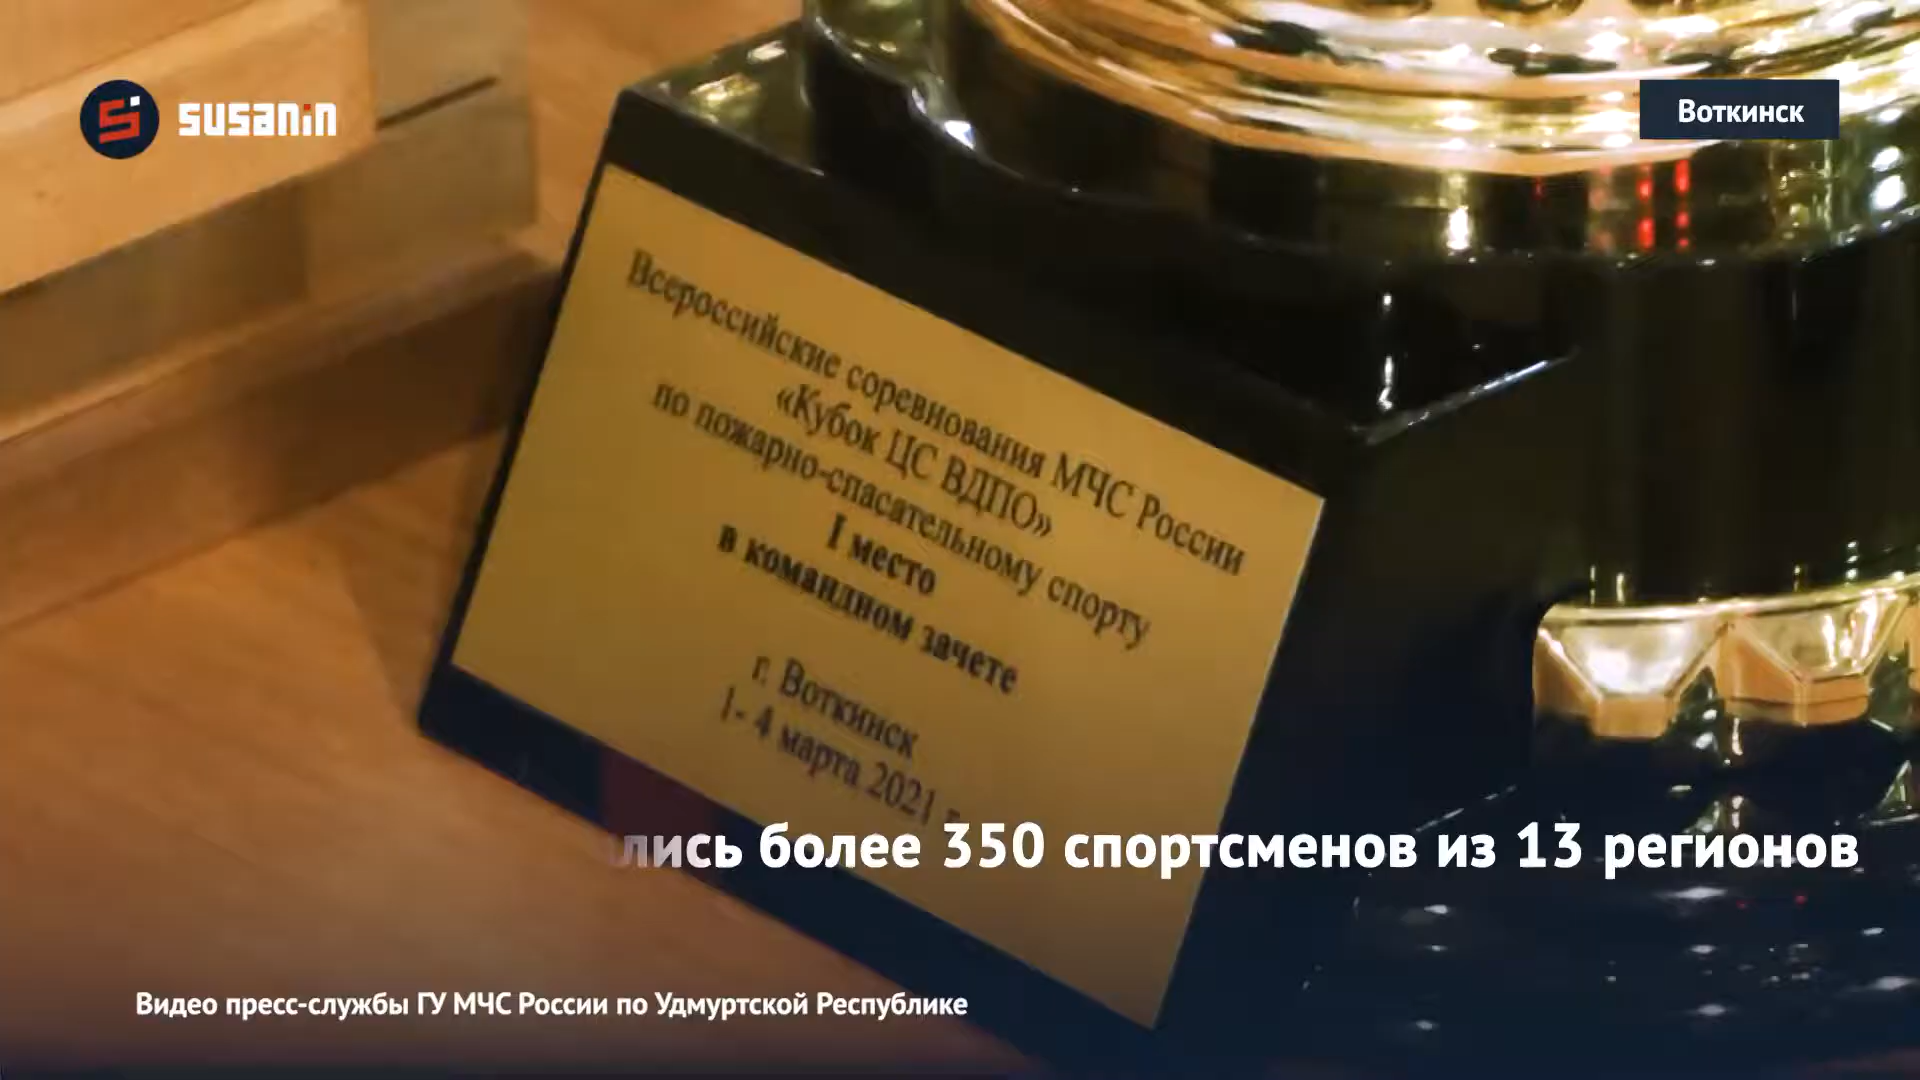 susanin
Воткинск
Всероссийские соревнования МЧС России
«Кубок ЦС ВДПО»
по пожарно-спасательному спорту
I место
в командном зачете
г. Воткинск
1- 4 марта 2021 г.
более 350 спортсменов из 13 регионов
Видео пресс-службы ГУ МЧС России по Удмуртской Республике